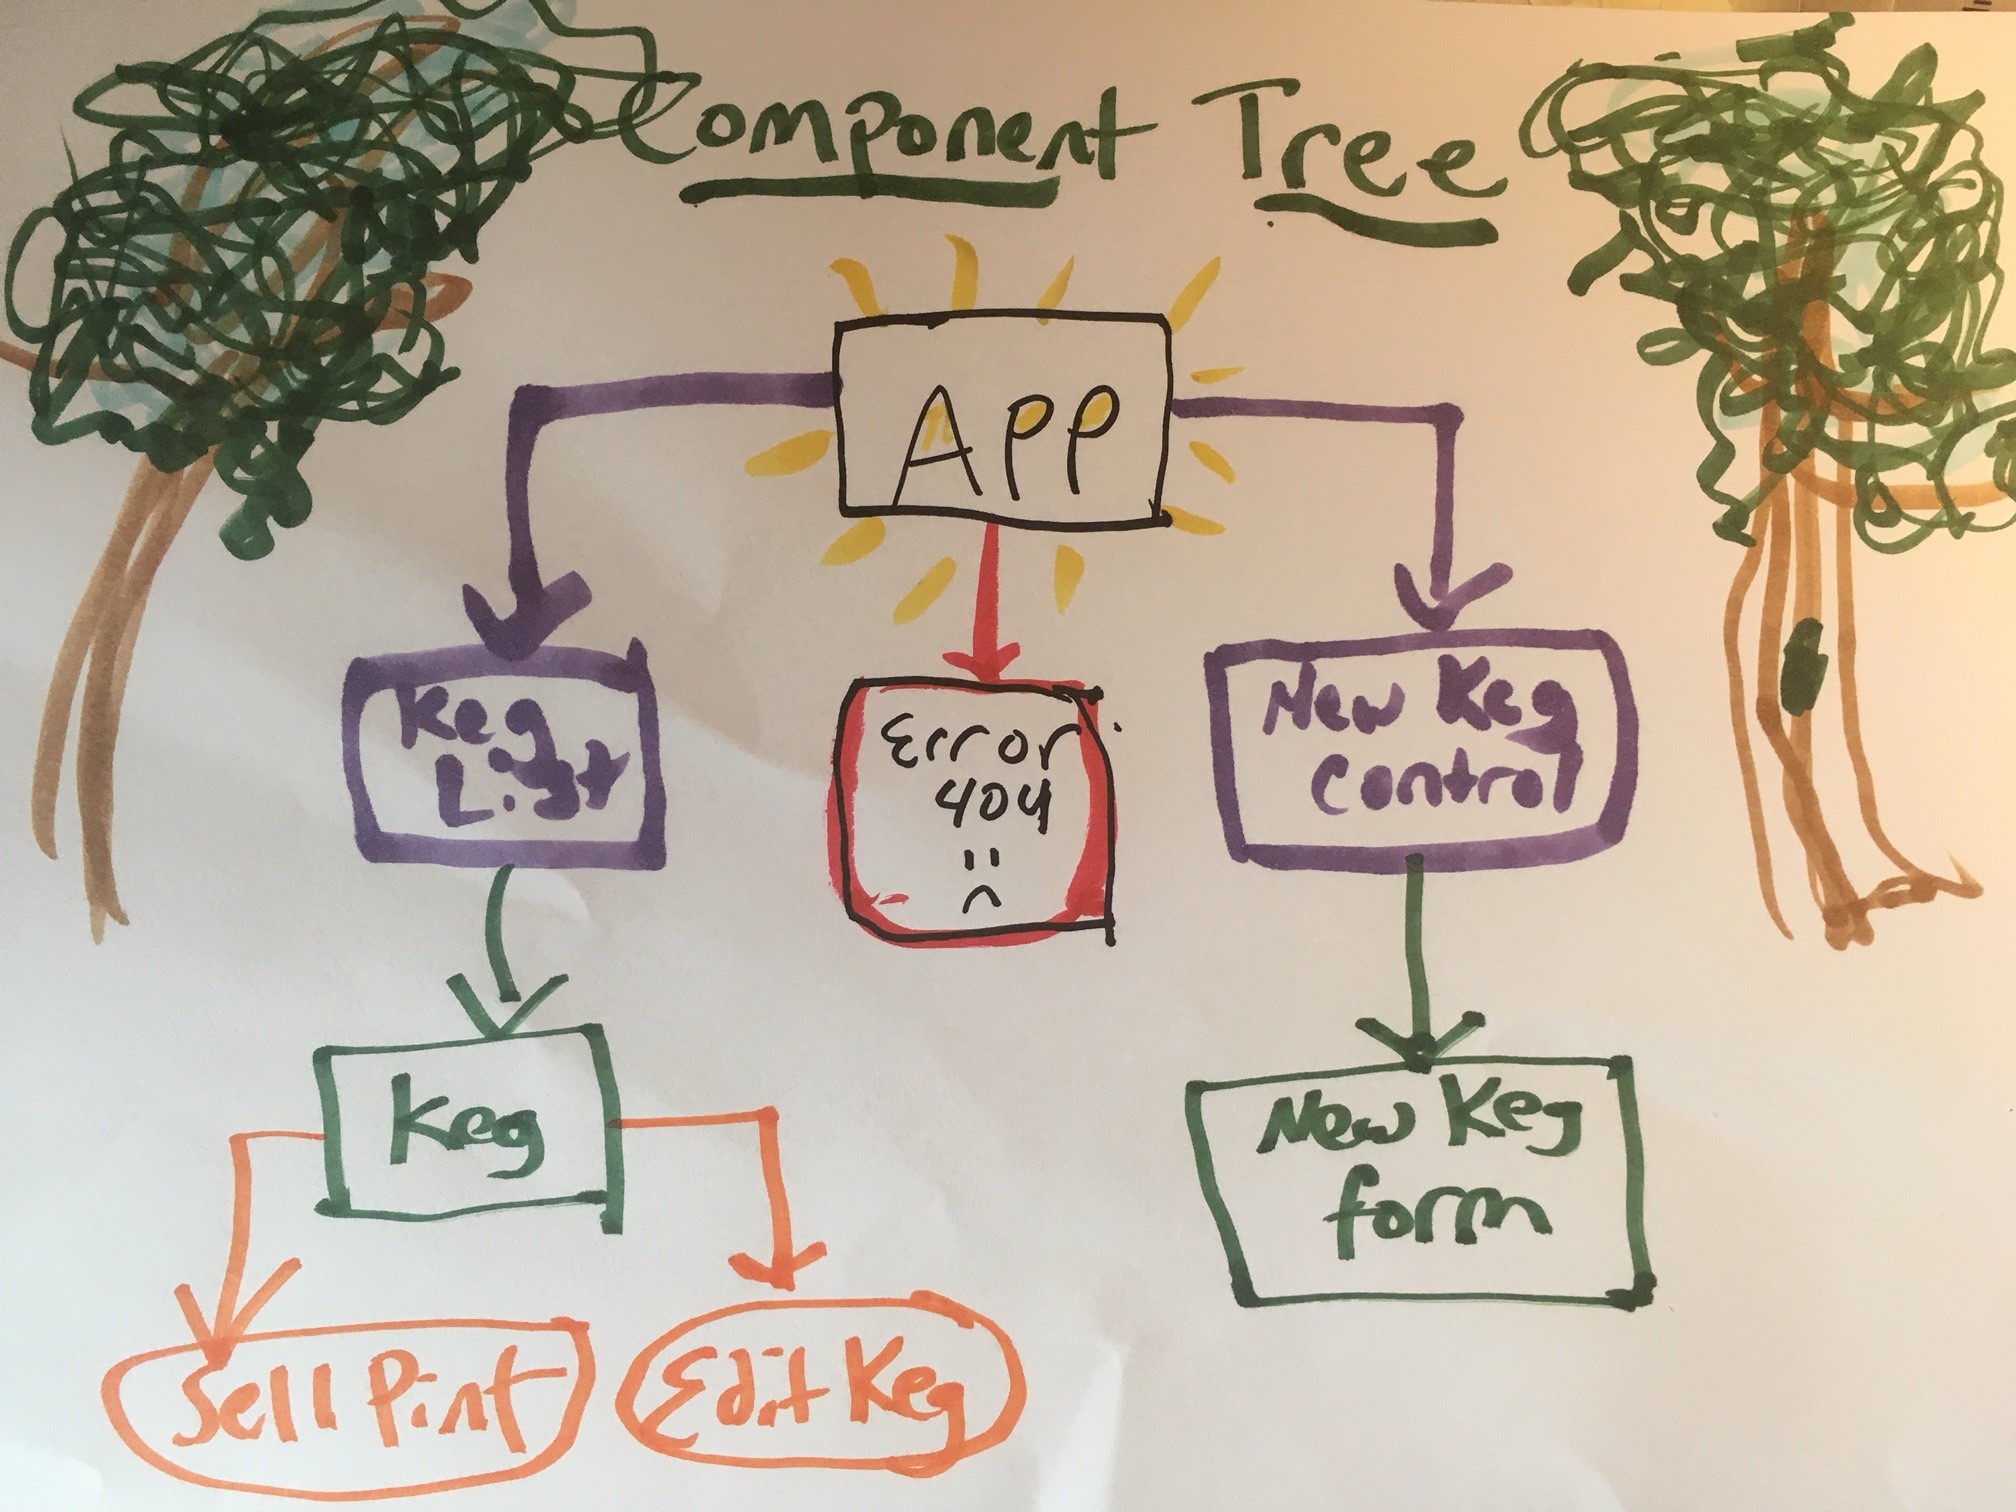 Component Tree
APP
Keg
List
Error
404
New Keg
Control
Keg
New Keg
form
Sell Pint
Edit Keg